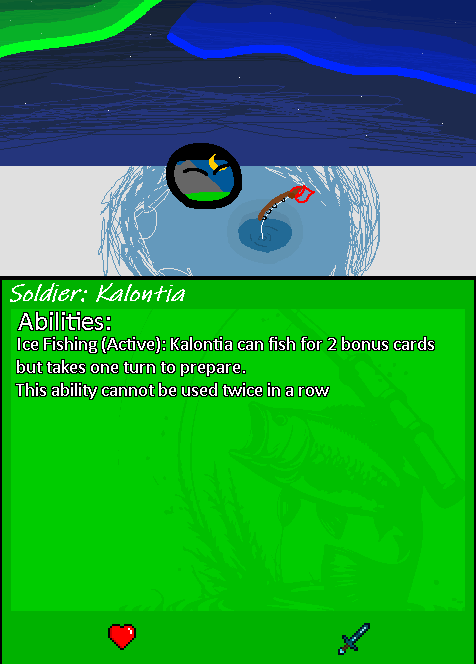 Soldier: Kalontia
Abilities:
Ice Fishing (Active): Kalontia can fish for 2 bonus cards
but takes one turn to prepare.
This ability cannot be used twice in a row